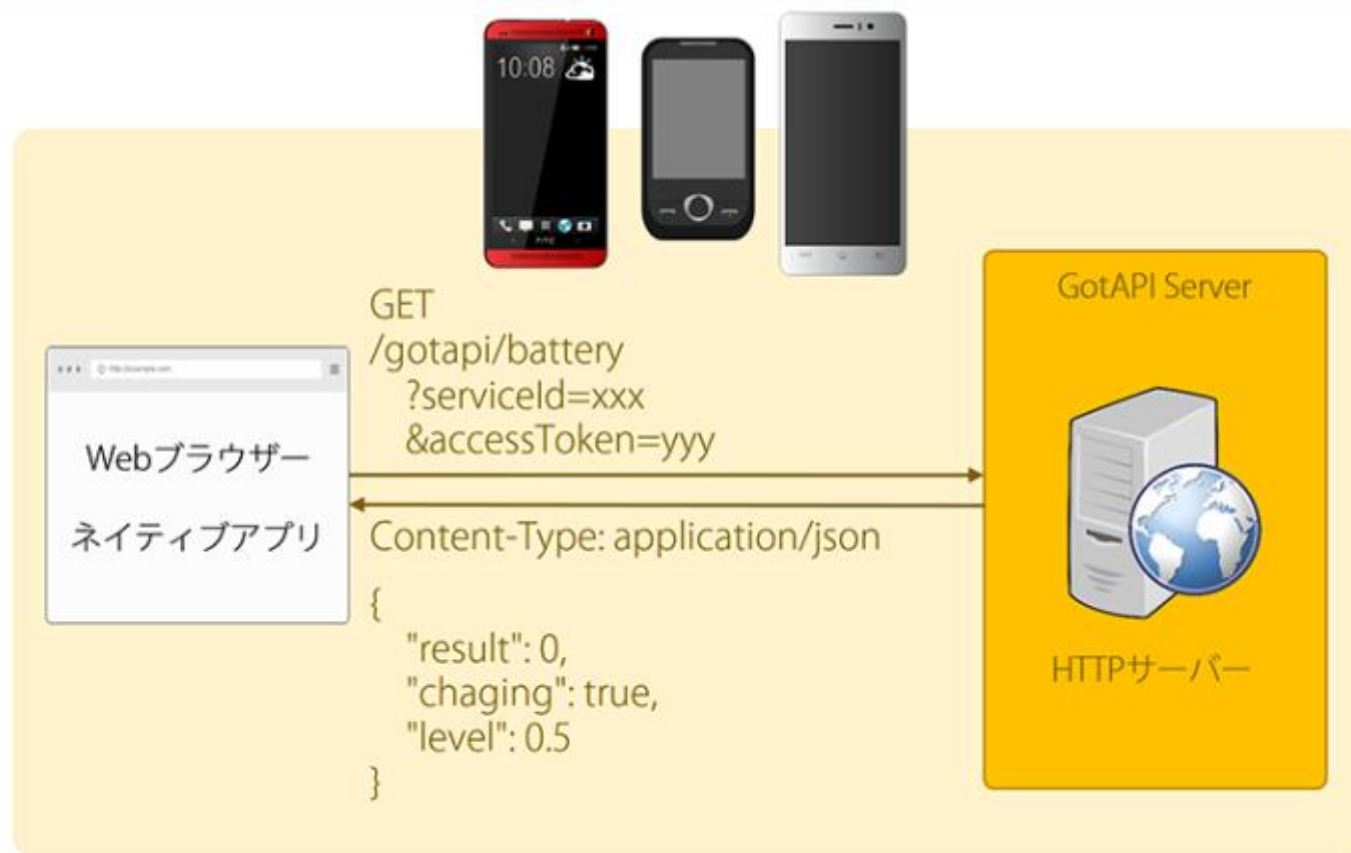 10:08
hTC
GET
/gotapi/battery
?serviceId=xxx
&accessToken=yyy
Content-Type: application/json
{
"result": 0,
"chaging": true,
"level": 0.5
}
Webブラウザー
ネイティブアプリ
GotAPI Server
HTTPサーバー